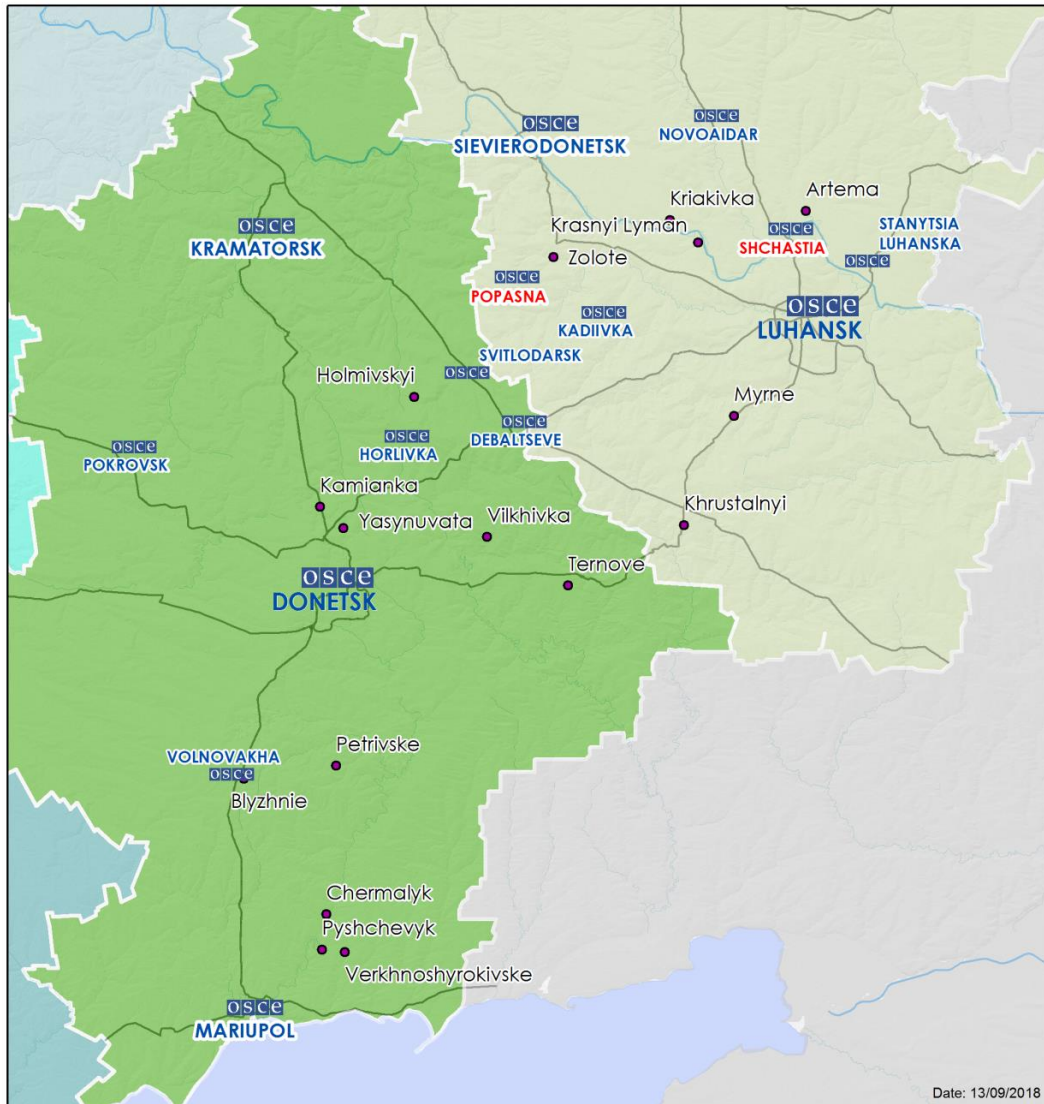 osce
NOVOAIDAR
osce
SIEVIERODONETSK
Kriakivka
Artema
osce
KRAMATORSK
Krasnyi Lyman
osce
SHCHASTIA
STANYTSIA
LUHANSKA
osce
Zolote
osce
POPASNA
osce
KADIIVKA
osce
LUHANSK
SVITLODARSK
osce
Holmivskyi
Myrne
osce
DEBALTSEVE
osce
HORLIVKA
osce
POKROVSK
Kamianka
Yasynuvata
Vilkhivka
Khrustalnyi
Ternove
osce
DONETSK
Petrivske
VOLNOVAKHA
osce
Blyzhnie
Chermalyk
Pyshchevyk
Verkhnoshyrokivske
osce
MARIUPOL
Date: 13/09/2018